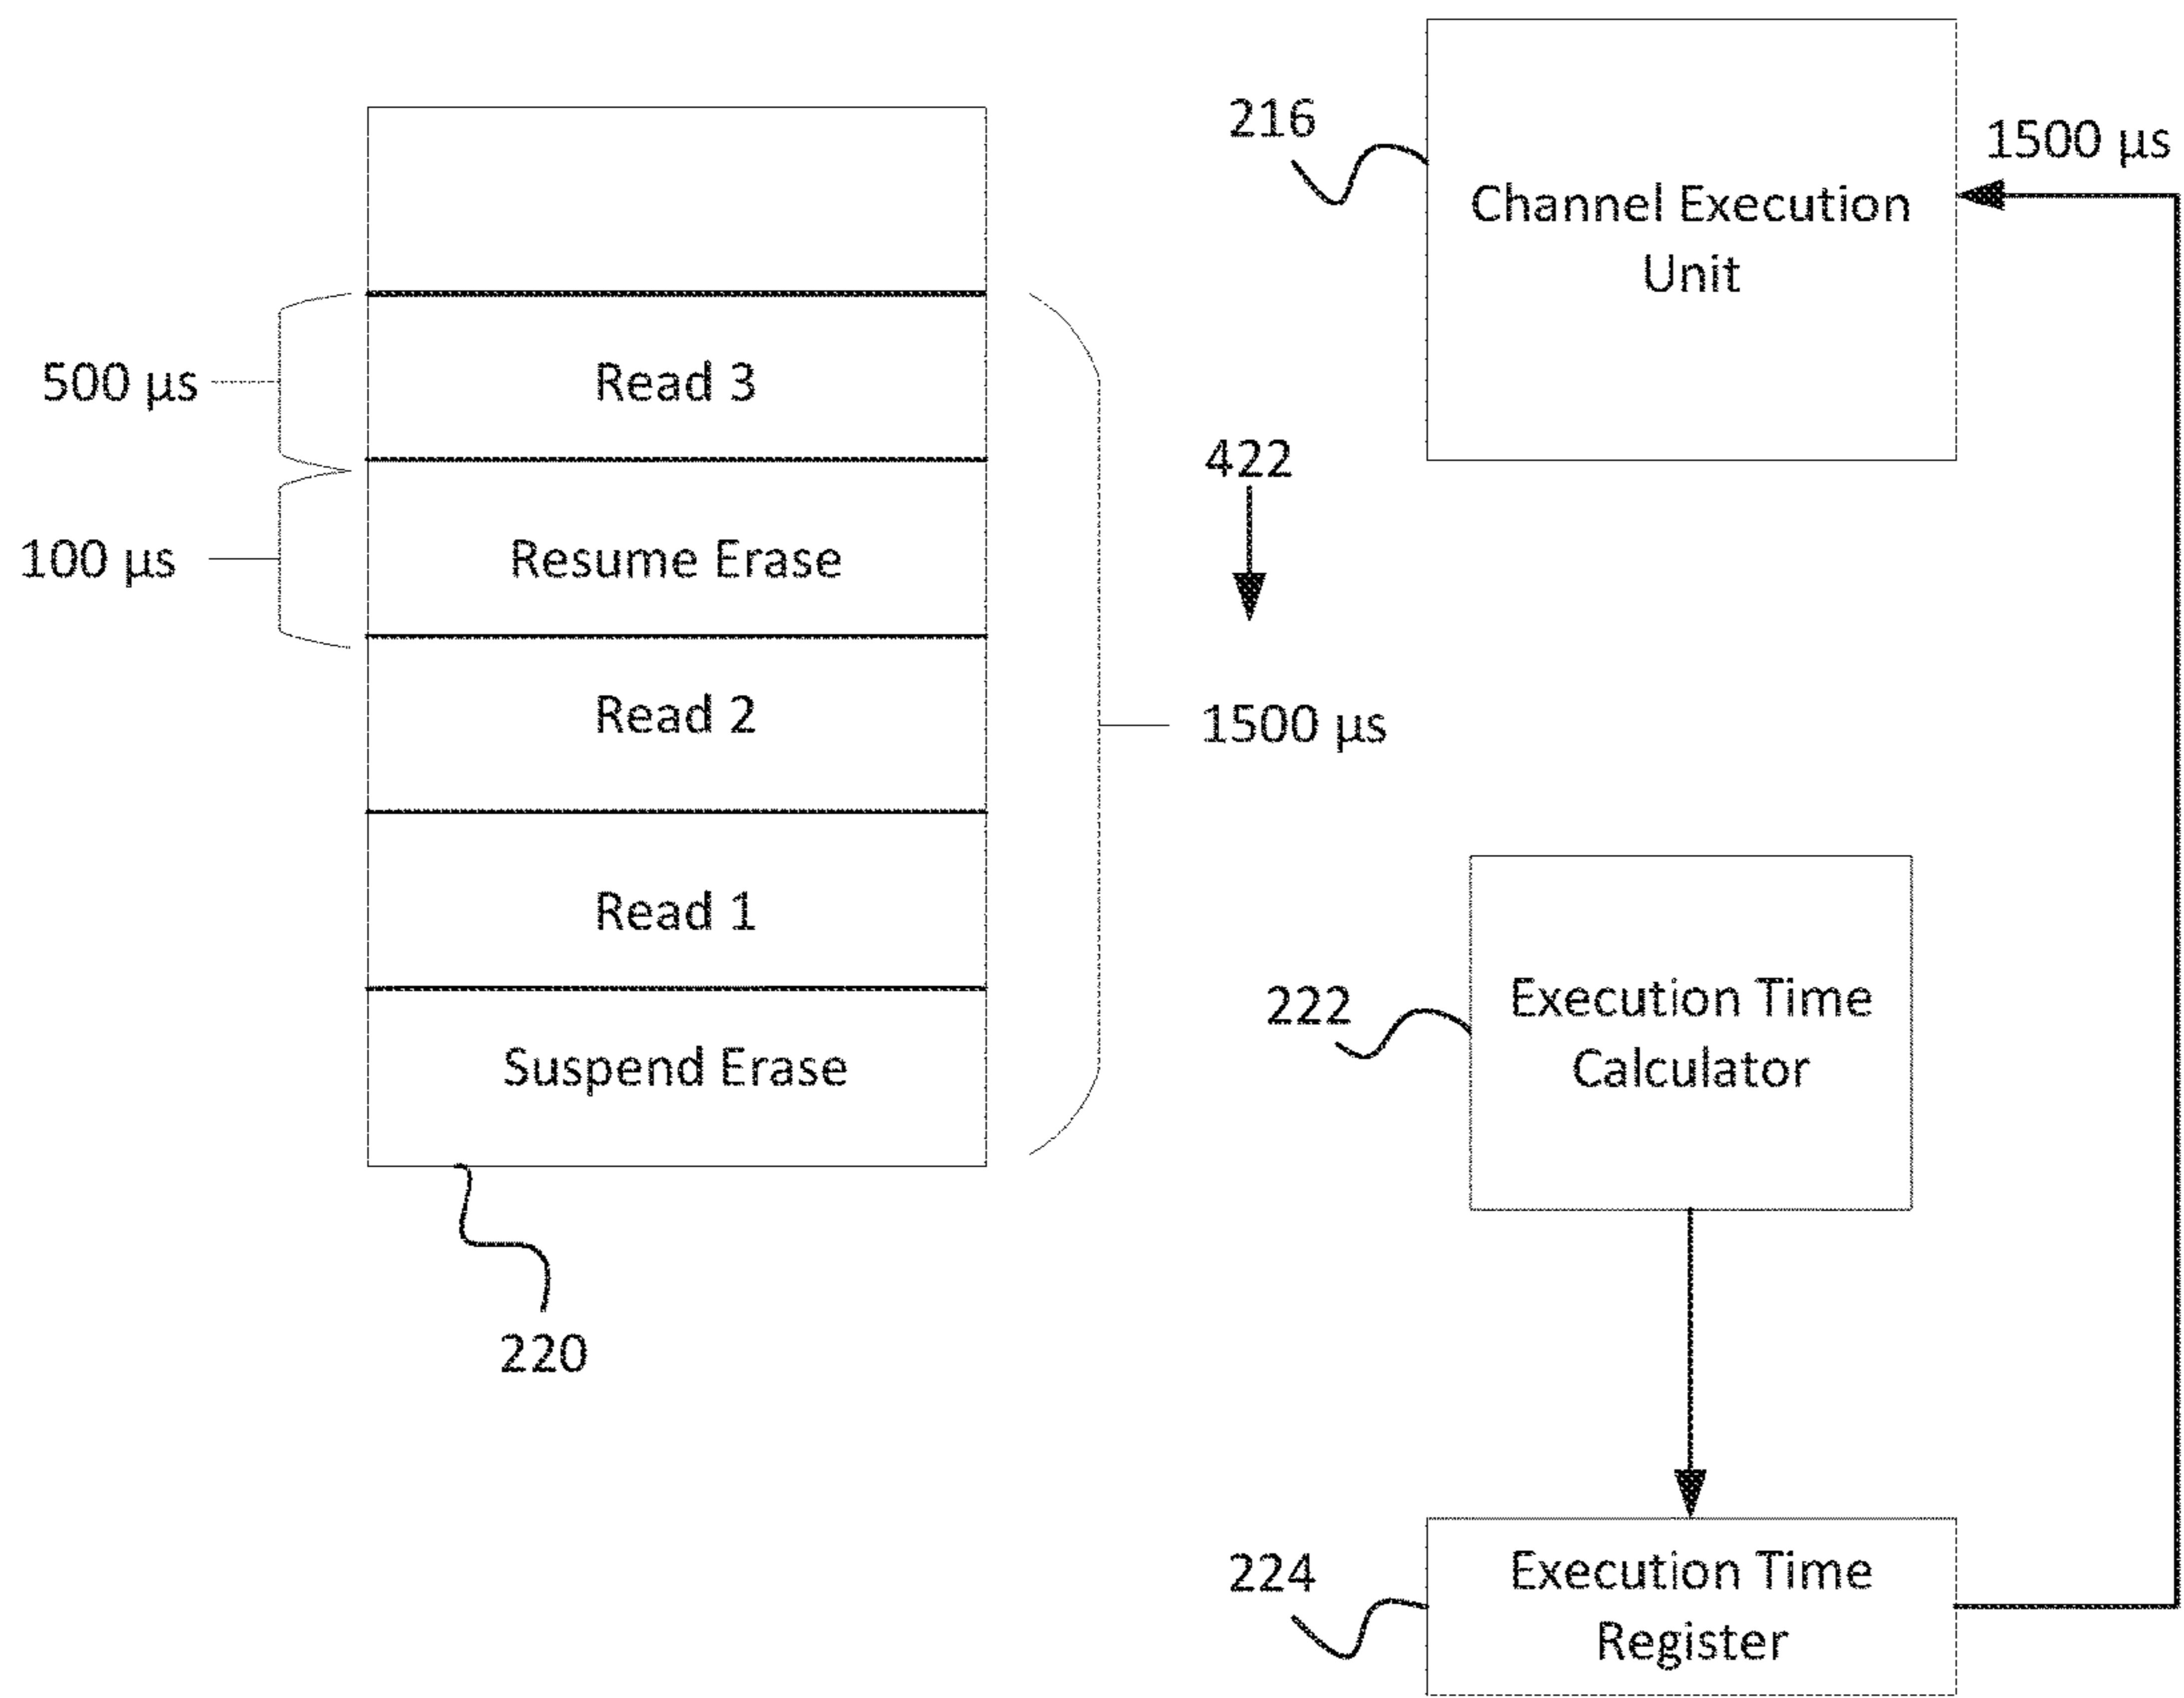 216
1500 µs
Channel Execution
Unit
500 µs
Read 3
422
100 µs
Resume Erase
Read 2
1500 µs
Read 1
222
Execution Time
Calculator
Suspend Erase
220
224
Execution Time
Register